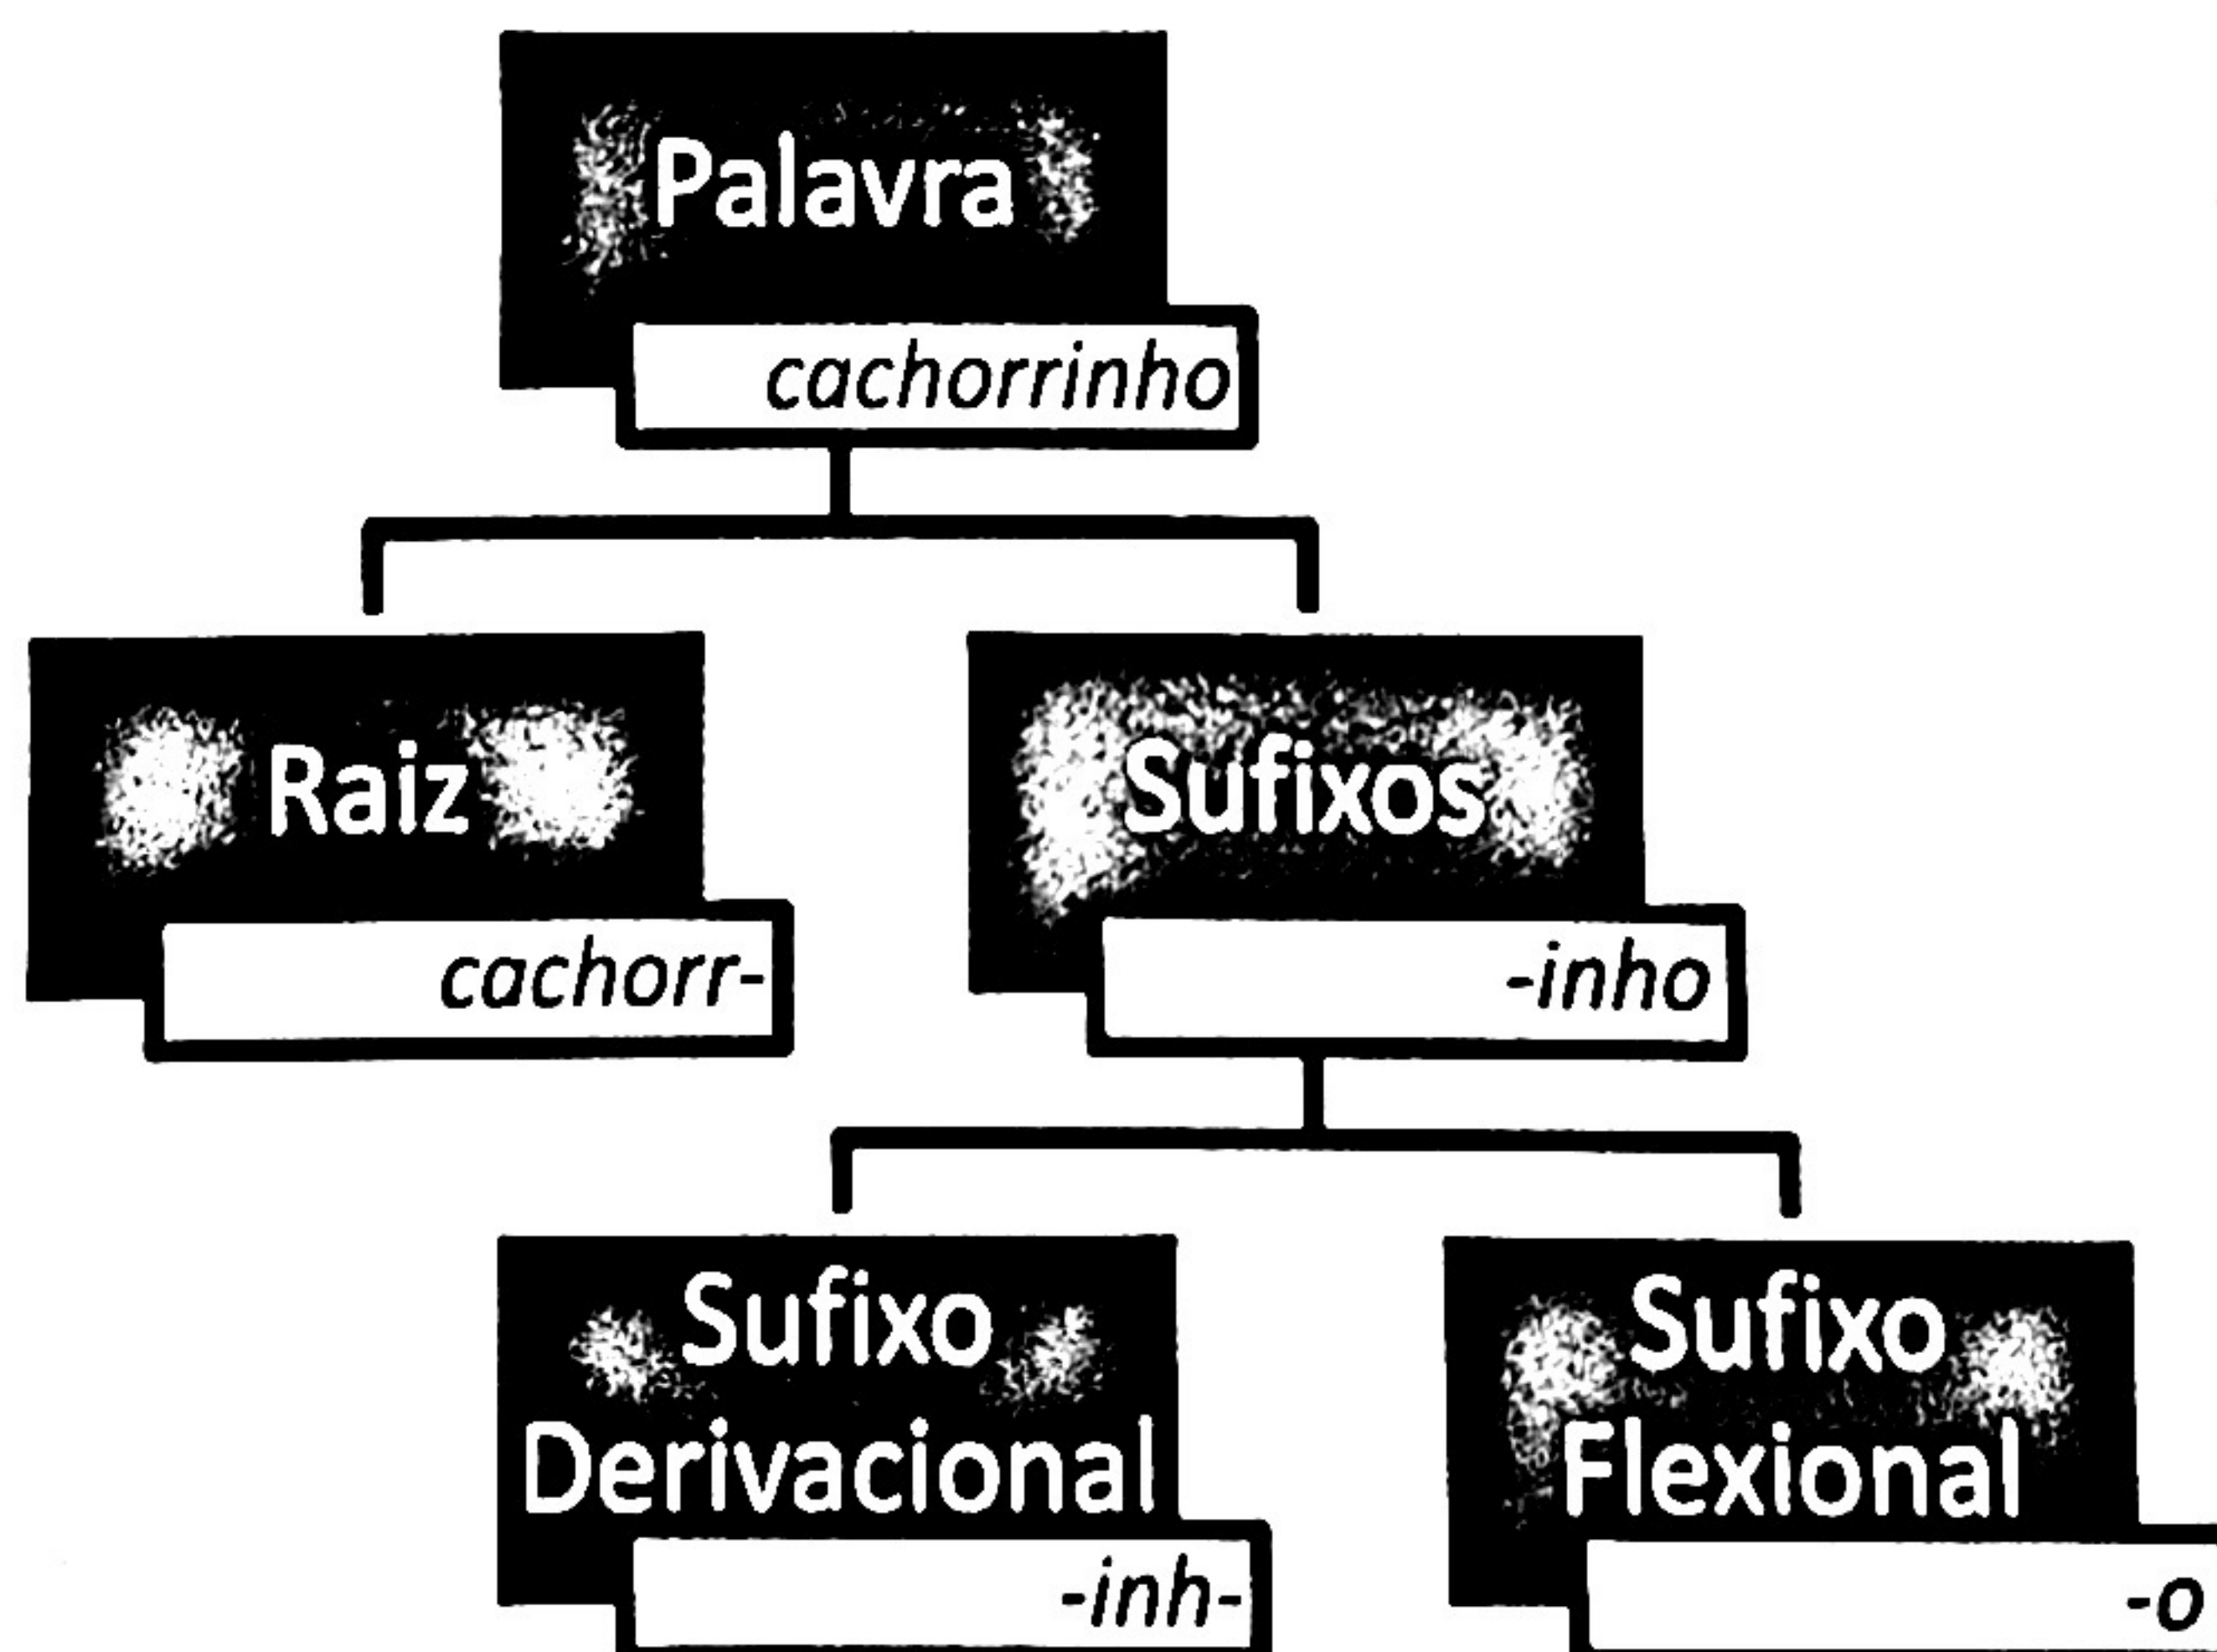 Palavra
cachorrinho
Raiz
cachorr-
Sufixos
-inho
Sufixo
Derivacional
-inh-
Sufixo
Flexional
-o